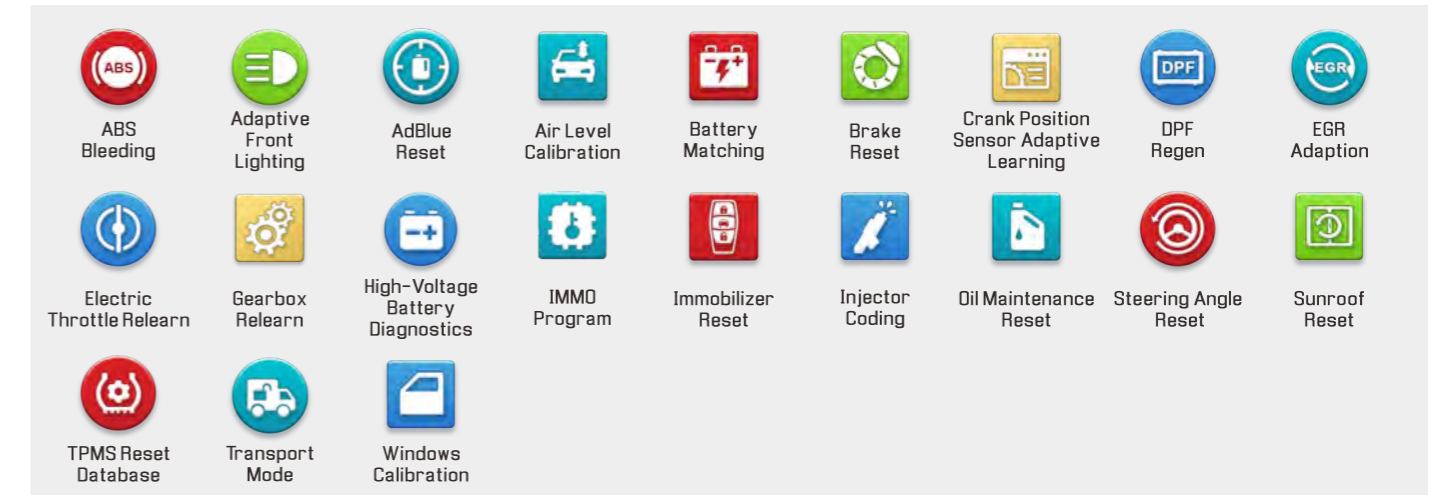 ABS
ABS
Bleeding
Adaptive
Front
Lighting
AdBlue
Reset
Air Level
Calibration
Battery
Matching
Brake
Reset
Crank Position
Sensor Adaptive
Learning
DPF
DPF
Regen
EGR
EGR
Adaption
Electric
Throttle Relearn
Gearbox
Relearn
High-Voltage
Battery
Diagnostics
IMMO
Program
Immobilizer
Reset
Injector
Coding
Oil Maintenance
Reset
Steering Angle
Reset
Sunroof
Reset
TPMS Reset
Database
Transport
Mode
Windows
Calibration